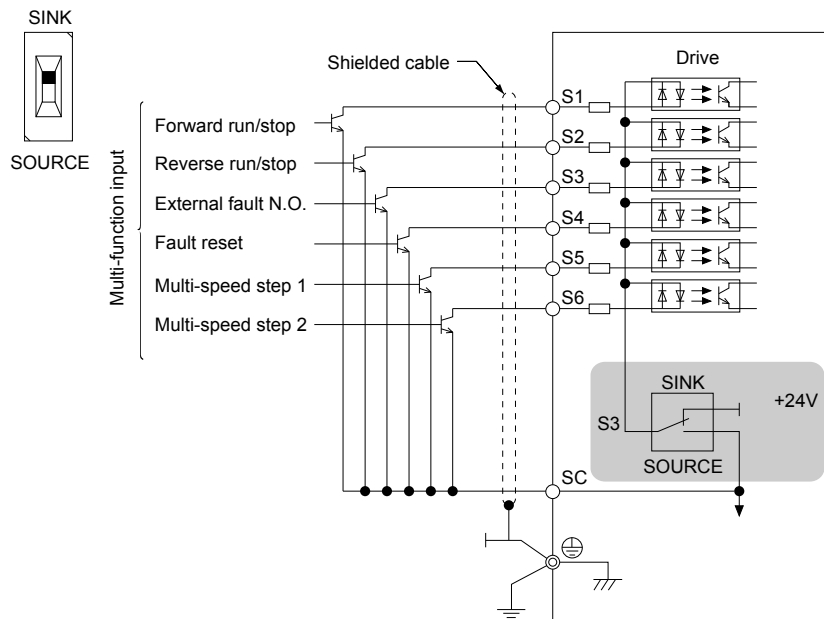 SINK
SOURCE
Shielded cable
Drive
Multi-function input
Forward run/stop
Reverse run/stop
External fault N.O.
Fault reset
Multi-speed step 1
Multi-speed step 2
S1
S2
S3
S4
S5
S6
SINK
+24V
S3
SOURCE
SC